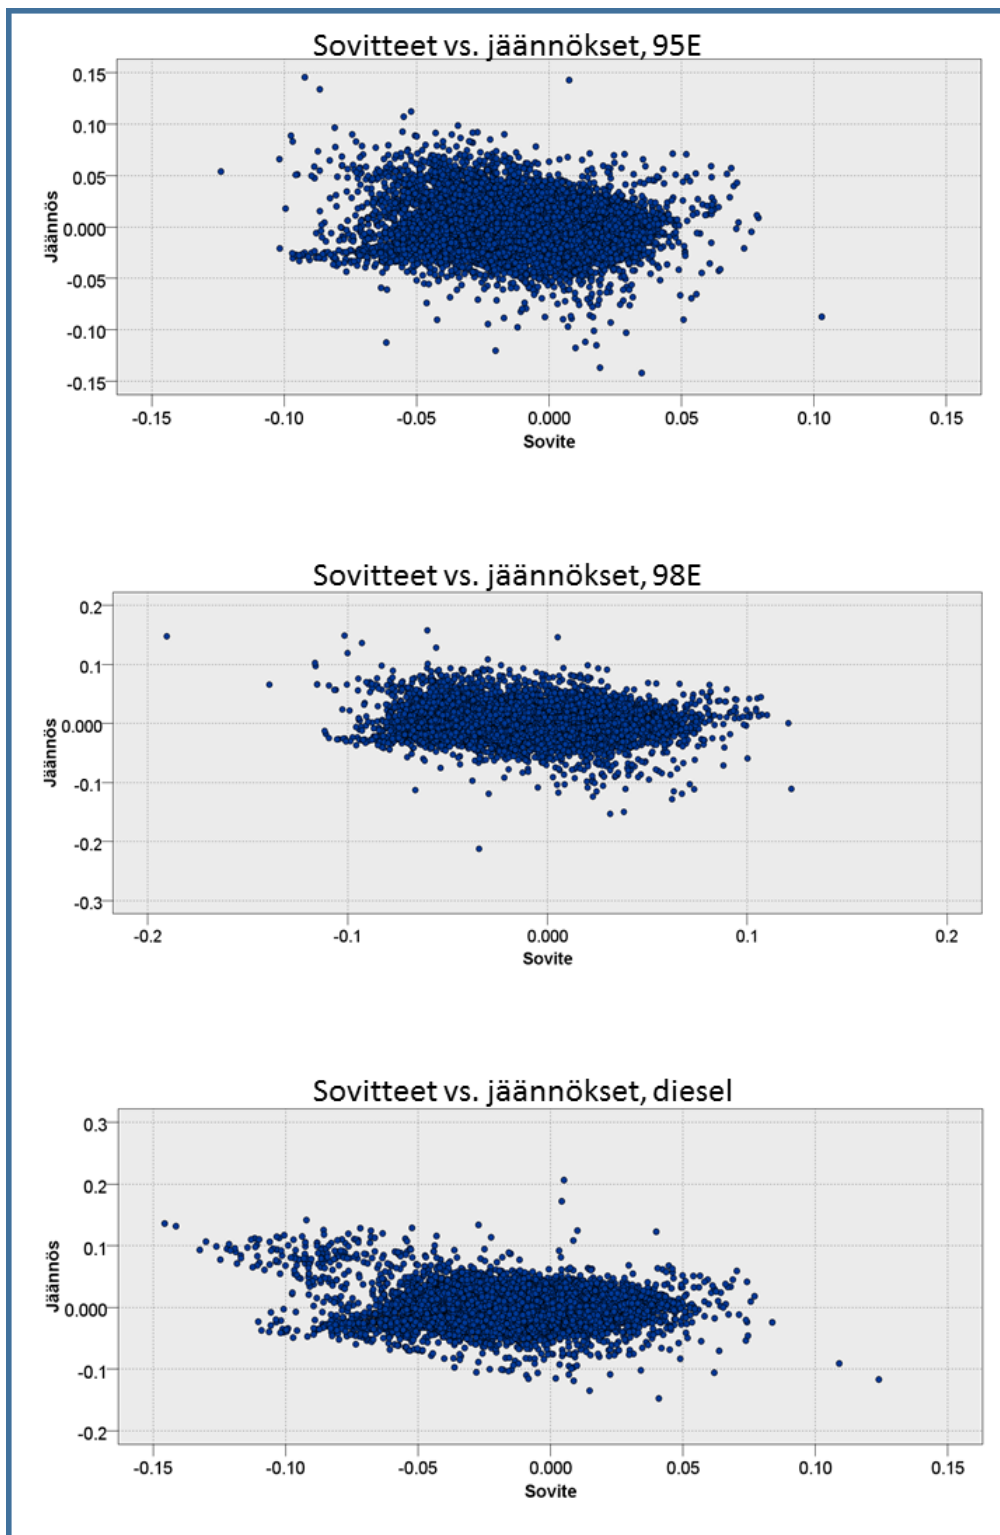 Sovitteet vs. jäännökset, 95E
0.15
0.10
0.05
0.000
-0.05
-0.10
-0.15
Jäännös
-0.15 -0.10 -0.05 0.000 0.05 0.10 0.15
Sovite
Sovitteet vs. jäännökset, 98E
0.2
0.1
0.000
-0.1
-0.2
-0.3
Jäännös
-0.2 -0.1 0.000 0.1 0.2
Sovite
Sovitteet vs. jäännökset, diesel
0.3
0.2
0.1
0.000
-0.1
-0.2
Jäännös
-0.15 -0.10 -0.05 0.000 0.05 0.10 0.15
Sovite